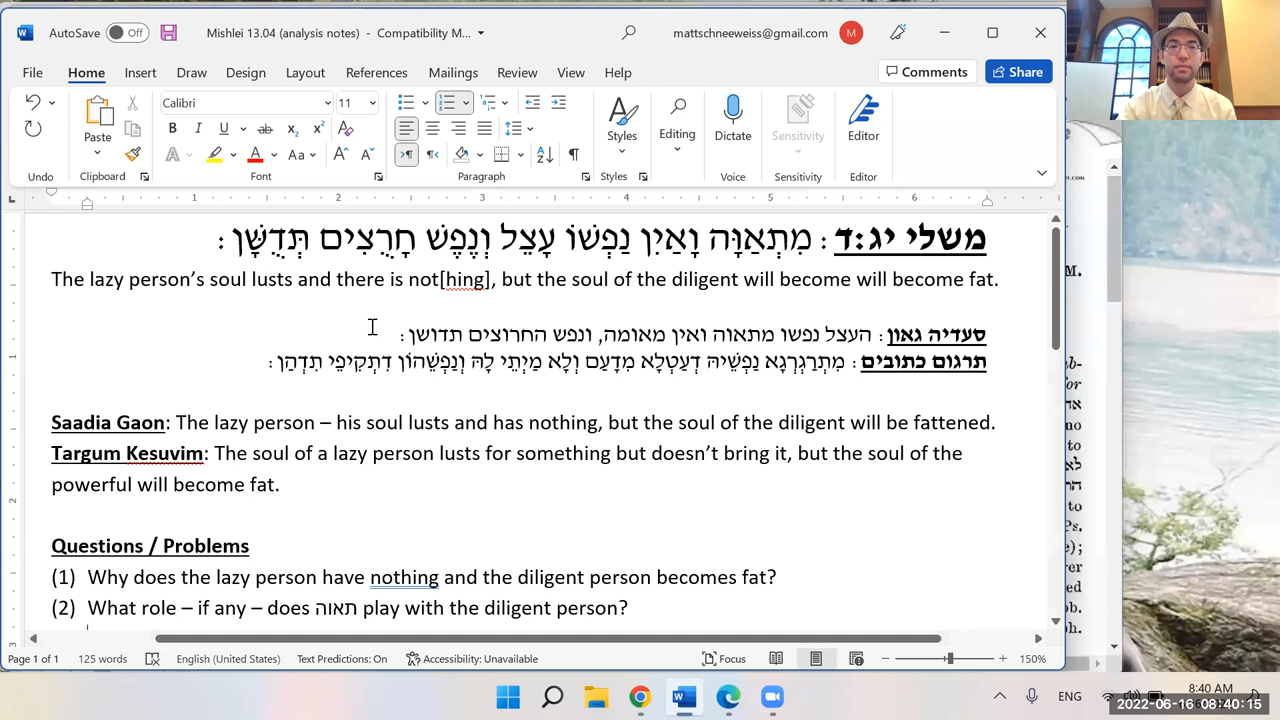 AutoSave Off Mishlei 13.04 (analysis notes) - Compatibility M... mattschneeweiss@gmail.com M
File Home Insert Draw Design Layout References Mailings Review View Help Comments Share
Calibri 11
Paste Styles Editing Dictate Sensitivity Editor
Undo Clipboard Font Paragraph Styles Voice Sensitivity Editor
1 2 3 4 5 6
משלי יג:ד : מִתְאַוָּה וָאַיִן נַפְשׁוֹ עָצֵל וְנֶפֶשׁ חָרֻצִים תְּדֻשָּׁן :
The lazy person’s soul lusts and there is not[hing], but the soul of the diligent will become will become fat.
סעדיה גאון : העצל נפשו מתאוה ואין מאומה, ונפש החרוצים תדושן :
תרגום כתובים : מִתְרַגְרְגָא נַפְשֵׁיהּ דְעַטְלָא מִדָעַם וְלָא מַיְתֵי לָהּ וְנַפְשֵׁהוֹן דִתְקִיפֵי תִדְהַן :
Saadia Gaon: The lazy person – his soul lusts and has nothing, but the soul of the diligent will be fattened.
Targum Kesuvim: The soul of a lazy person lusts for something but doesn’t bring it, but the soul of the
powerful will become fat.
Questions / Problems
(1) Why does the lazy person have nothing and the diligent person becomes fat?
(2) What role – if any – does תאוה play with the diligent person?
Page 1 of 1 125 words English (United States) Text Predictions: On Accessibility: Unavailable Focus 150%
ENG 8:40 AM
2022-06-16 08:40:15